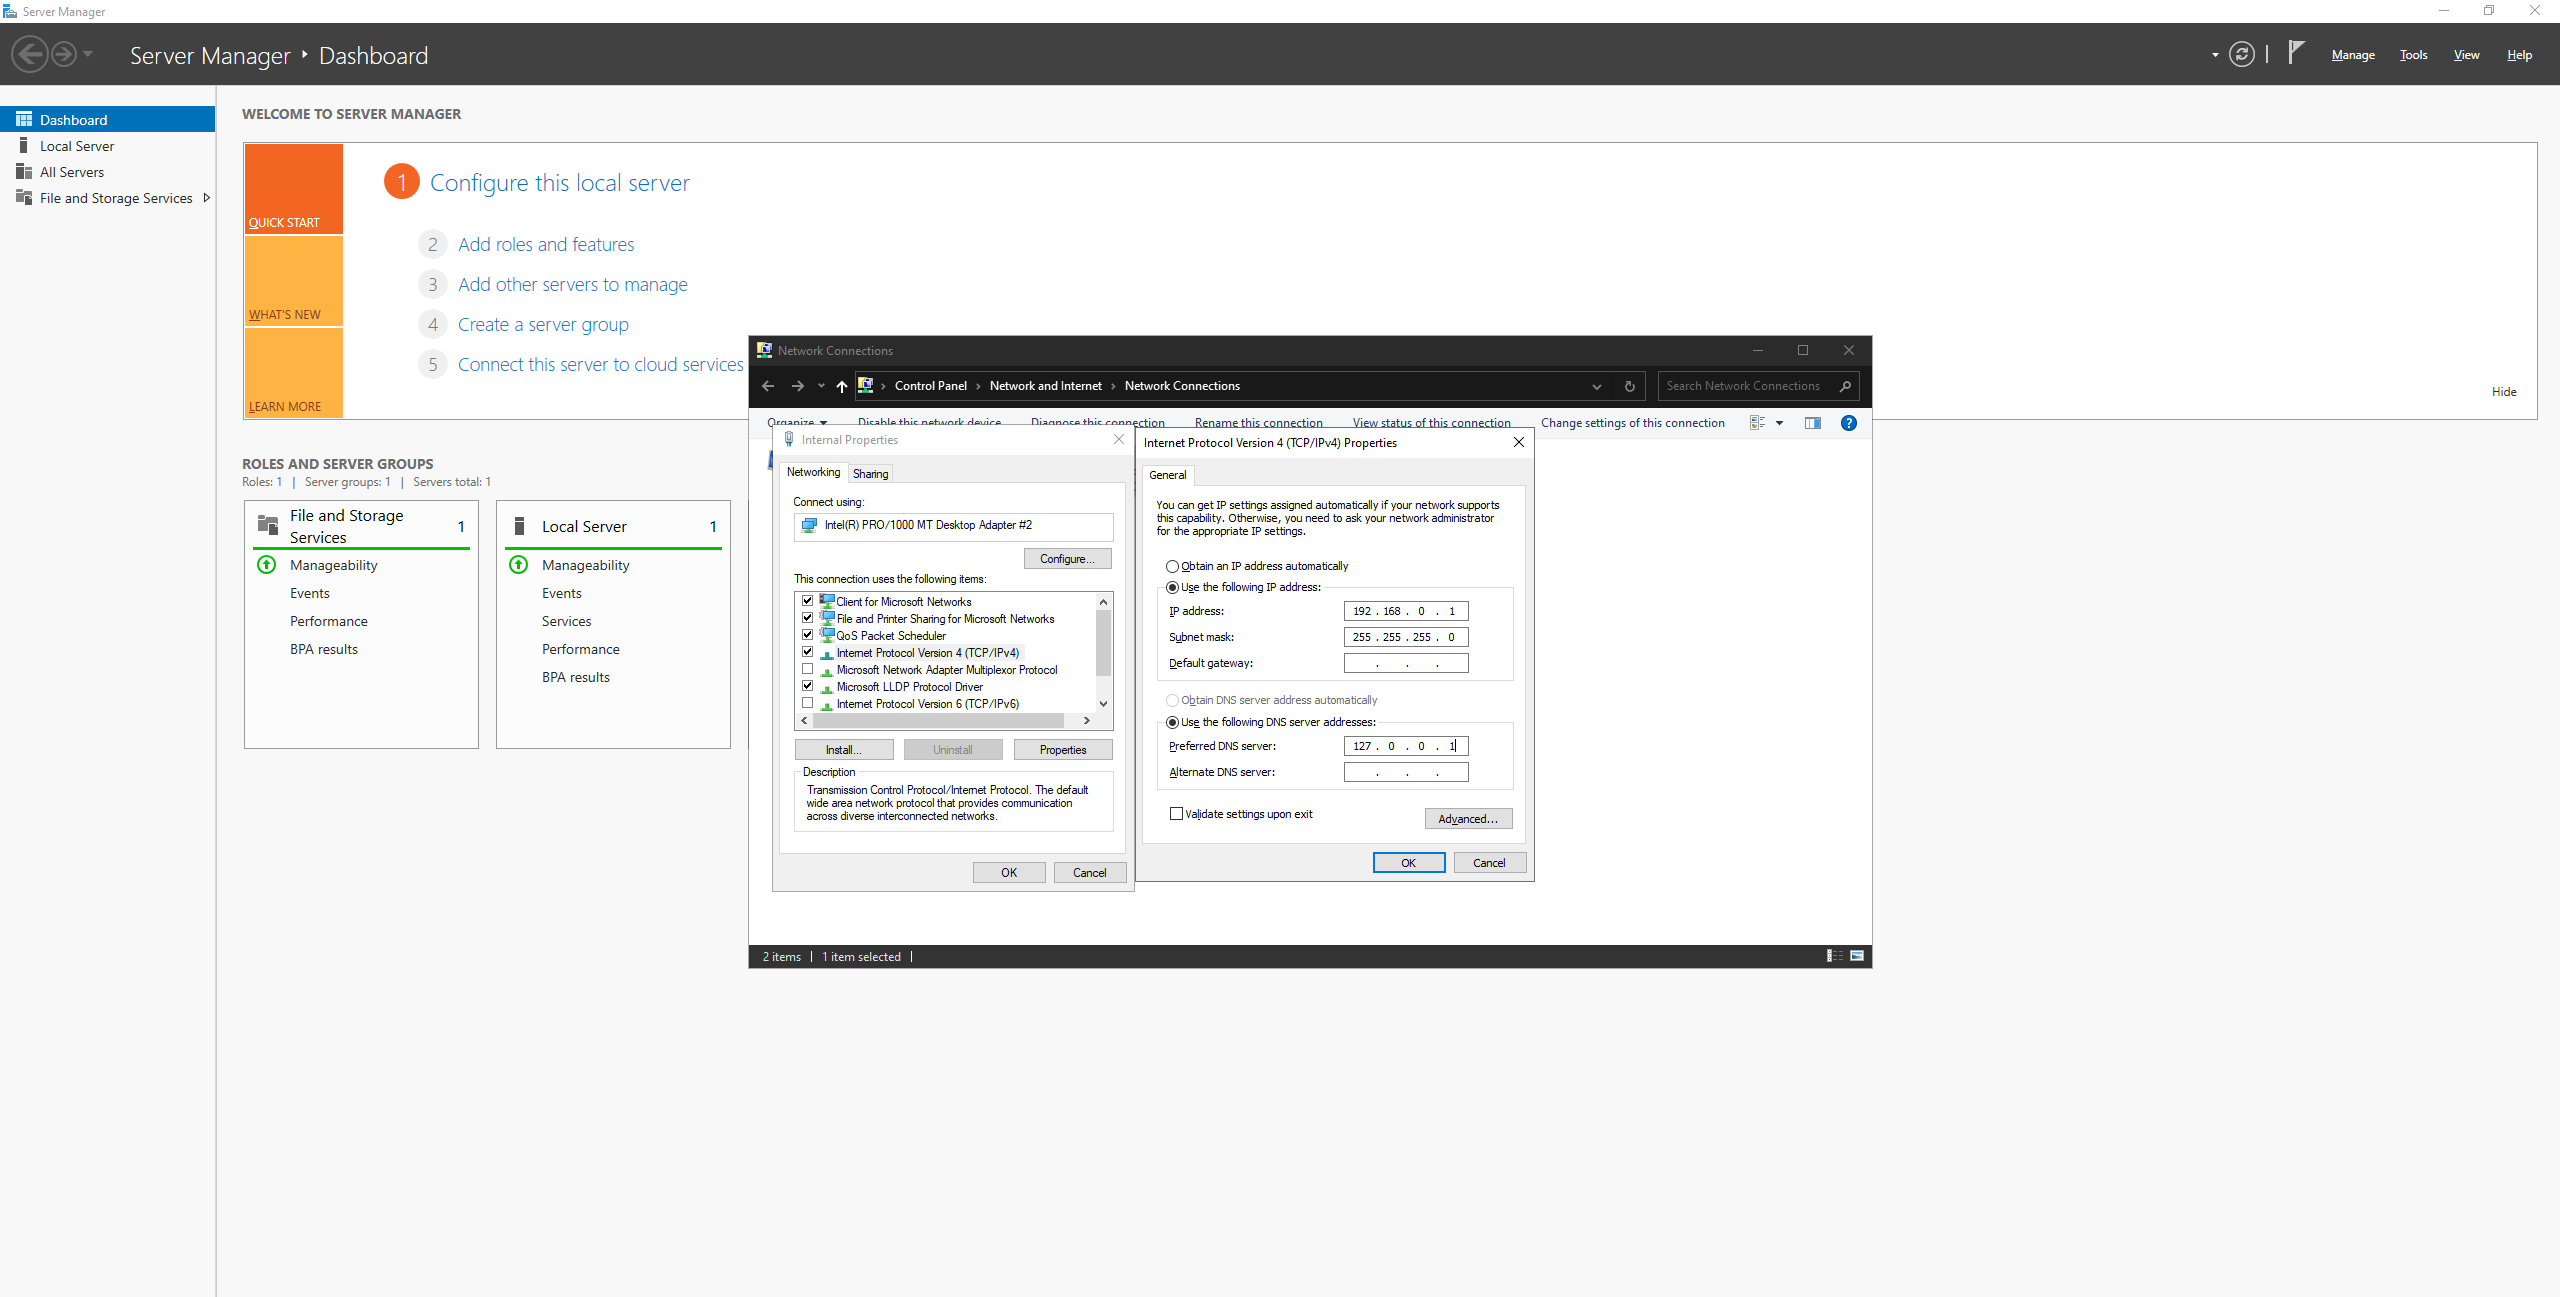 Server Manager
Server Manager ‣ Dashboard
Manage Tools View Help
Dashboard
Local Server
All Servers
File and Storage Services
WELCOME TO SERVER MANAGER
QUICK START
WHAT'S NEW
LEARN MORE
1 Configure this local server
2 Add roles and features
3 Add other servers to manage
4 Create a server group
5 Connect this server to cloud services
Hide
ROLES AND SERVER GROUPS
Roles: 1 | Server groups: 1 | Servers total: 1
File and Storage Services 1
Manageability
Events
Performance
BPA results
Local Server 1
Manageability
Events
Services
Performance
BPA results
Network Connections
Control Panel › Network and Internet › Network Connections
Search Network Connections
Organize Disable this network device Diagnose this connection Rename this connection View status of this connection Change settings of this connection
Internal Properties
Networking Sharing
Connect using:
Intel(R) PRO/1000 MT Desktop Adapter #2
Configure...
This connection uses the following items:
Client for Microsoft Networks
File and Printer Sharing for Microsoft Networks
QoS Packet Scheduler
Internet Protocol Version 4 (TCP/IPv4)
Microsoft Network Adapter Multiplexor Protocol
Microsoft LLDP Protocol Driver
Internet Protocol Version 6 (TCP/IPv6)
Install... Uninstall Properties
Description
Transmission Control Protocol/Internet Protocol. The default
wide area network protocol that provides communication
across diverse interconnected networks.
OK Cancel
Internet Protocol Version 4 (TCP/IPv4) Properties
General
You can get IP settings assigned automatically if your network supports
this capability. Otherwise, you need to ask your network administrator
for the appropriate IP settings.
Obtain an IP address automatically
Use the following IP address:
IP address: 192 . 168 . 0 . 1
Subnet mask: 255 . 255 . 255 . 0
Default gateway: . . .
Obtain DNS server address automatically
Use the following DNS server addresses:
Preferred DNS server: 127 . 0 . 0 . 1
Alternate DNS server: . . .
Validate settings upon exit
Advanced...
OK Cancel
2 items | 1 item selected |